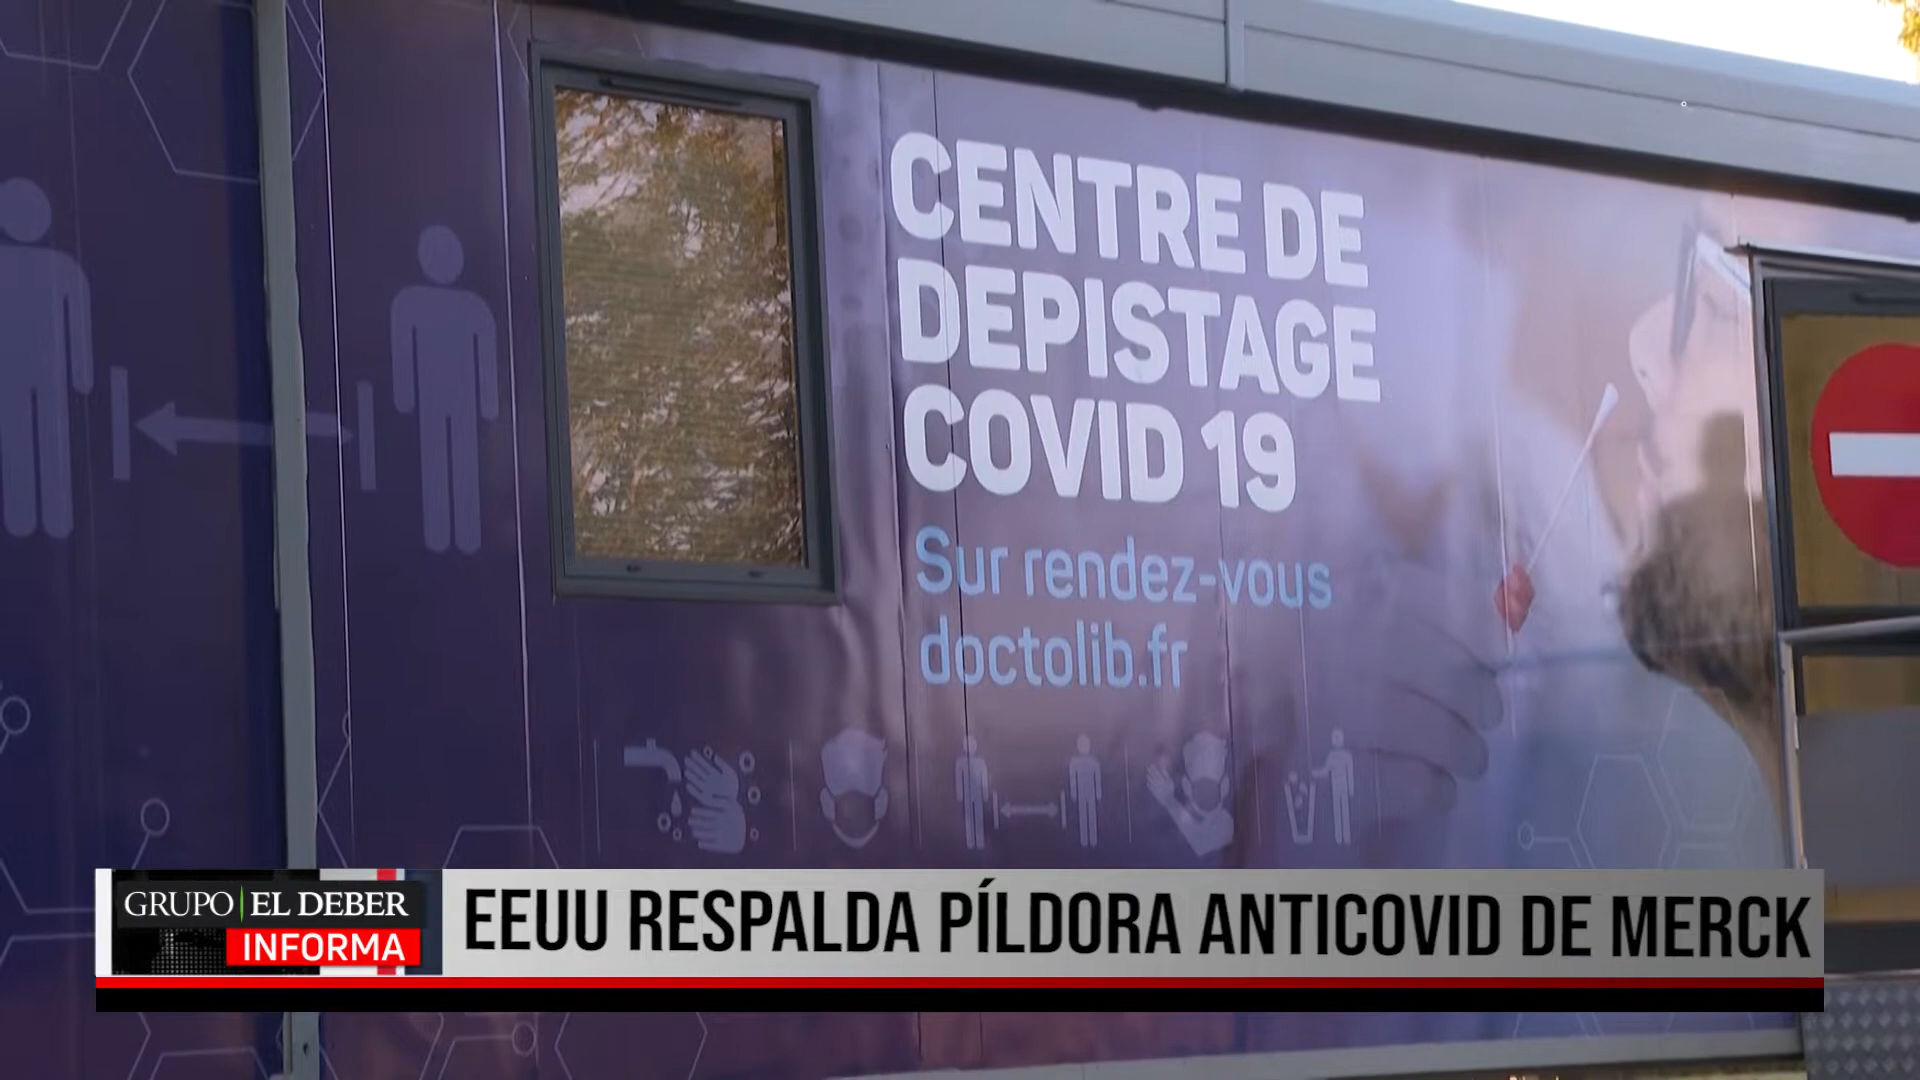 CENTRE DE
DEPISTAGE
COVID 19
Sur rendez-vous
doctolib.fr
GRUPO EL DEBER
INFORMA
EEUU RESPALDA PÍLDORA ANTICOVID DE MERCK